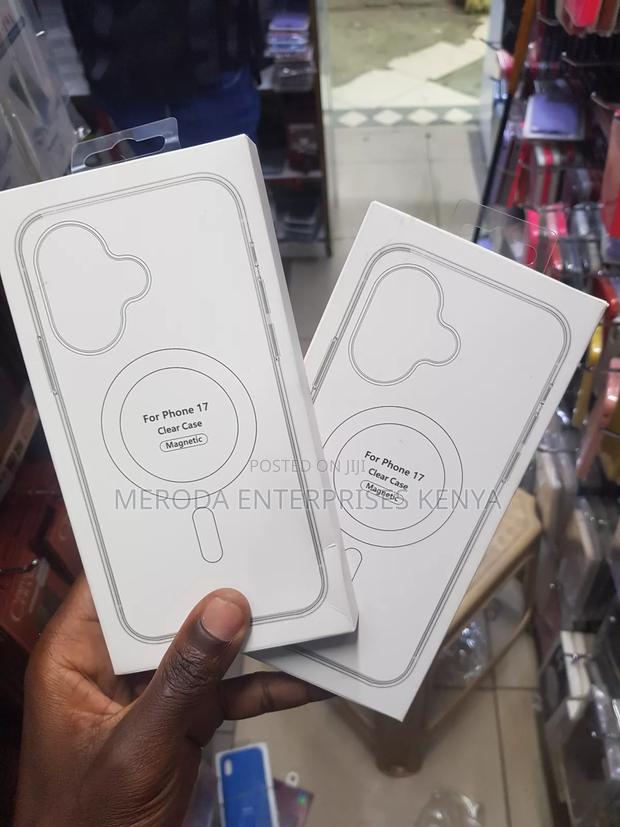 For Phone 17
Clear Case
Magnetic
For Phone 17
Clear Case
Magnetic
POSTED ON JIJI
MERODA ENTERPRISES KENYA